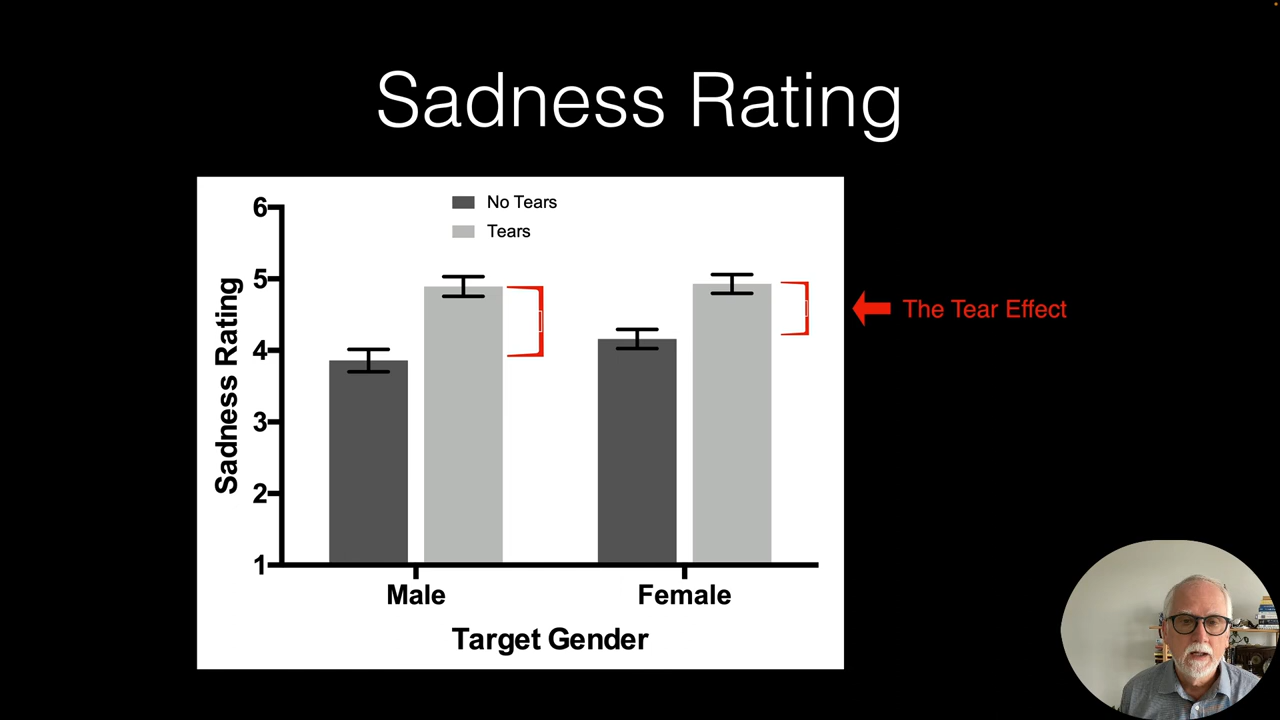 Sadness Rating
No Tears
Tears
6
5
4
3
2
1
Sadness Rating
Male
Female
Target Gender
The Tear Effect